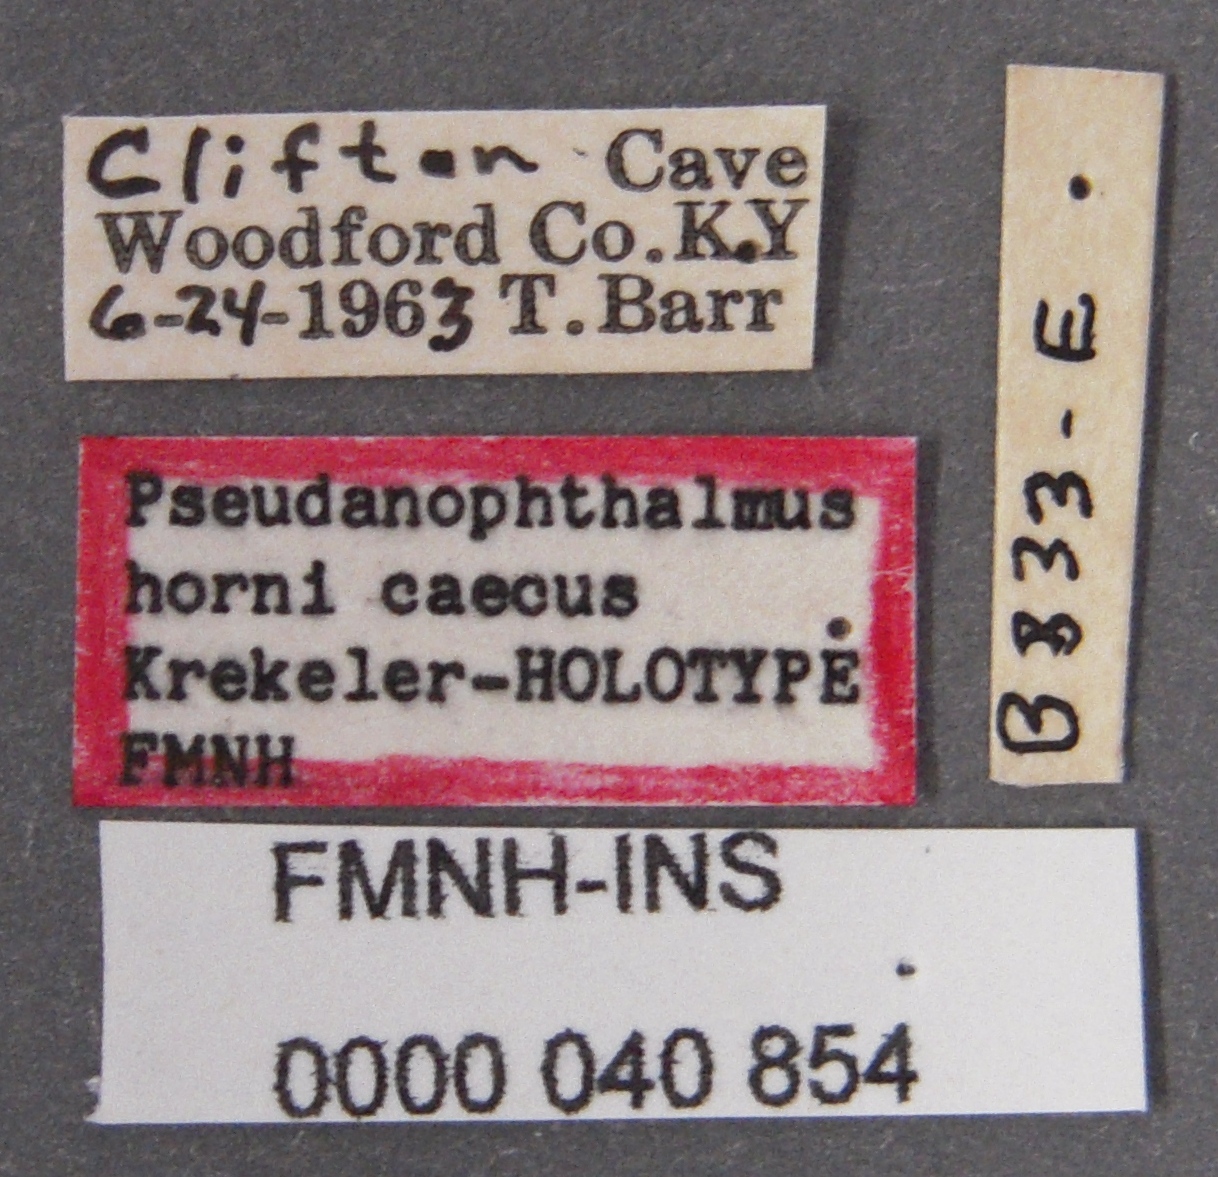 Clifton Cave
Woodford Co. KY
6-24-1963 T. Barr
Pseudanophthalmus
horni caecus
Krekeler-HOLOTYPE
FMNH
FMNH-INS
0000 040 854
B833-E